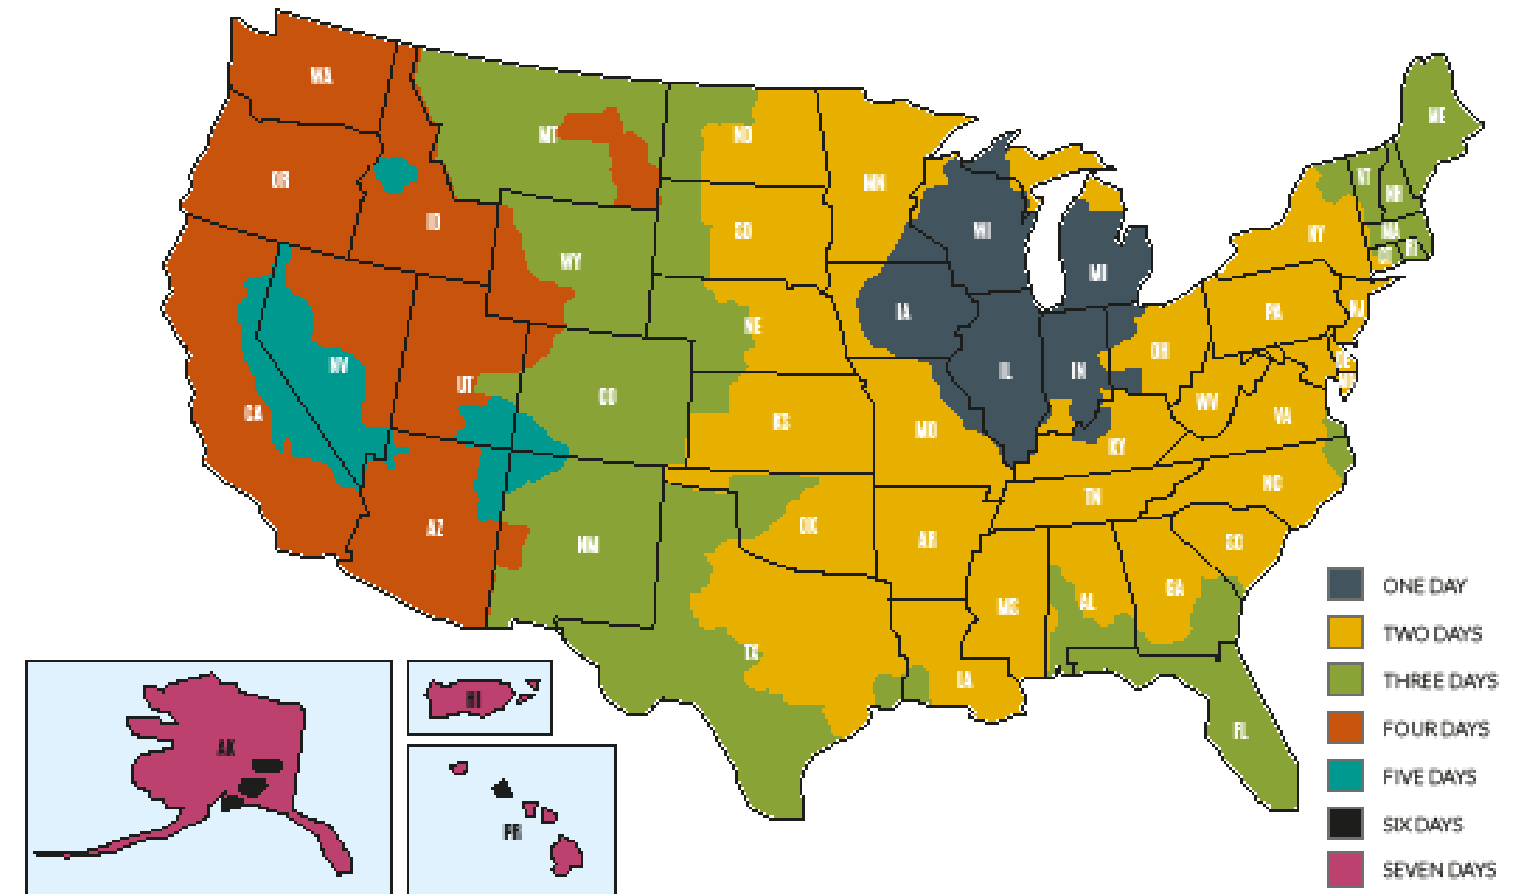 WA
MT
ND
ME
OR
ID
MN
VT
NH
SD
WI
NY
MA
CT
RI
WY
MI
IA
PA
NJ
NE
NV
UT
CO
IL
IN
OH
DE
CA
KS
MO
KY
WV
VA
AZ
NM
OK
AR
TN
NC
SC
TX
LA
MS
AL
GA
FL
AK
HI
PR
ONE DAY
TWO DAYS
THREE DAYS
FOUR DAYS
FIVE DAYS
SIX DAYS
SEVEN DAYS